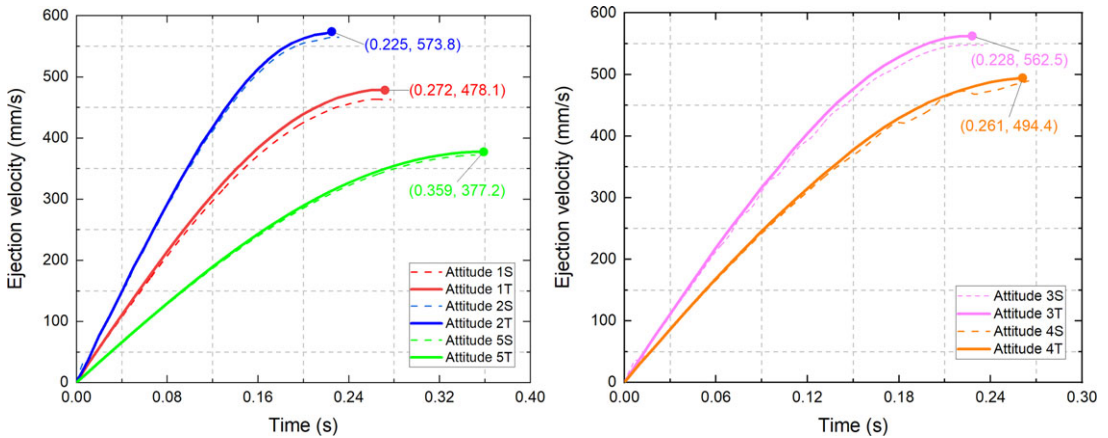 600
500
400
300
200
100
0
Ejection velocity (mm/s)
0.00 0.08 0.16 0.24 0.32 0.40
Time (s)
(0.225, 573.8)
(0.272, 478.1)
(0.359, 377.2)
Attitude 1S
Attitude 1T
Attitude 2S
Attitude 2T
Attitude 5S
Attitude 5T
600
500
400
300
200
100
0
Ejection velocity (mm/s)
0.00 0.06 0.12 0.18 0.24 0.30
Time (s)
(0.228, 562.5)
(0.261, 494.4)
Attitude 3S
Attitude 3T
Attitude 4S
Attitude 4T